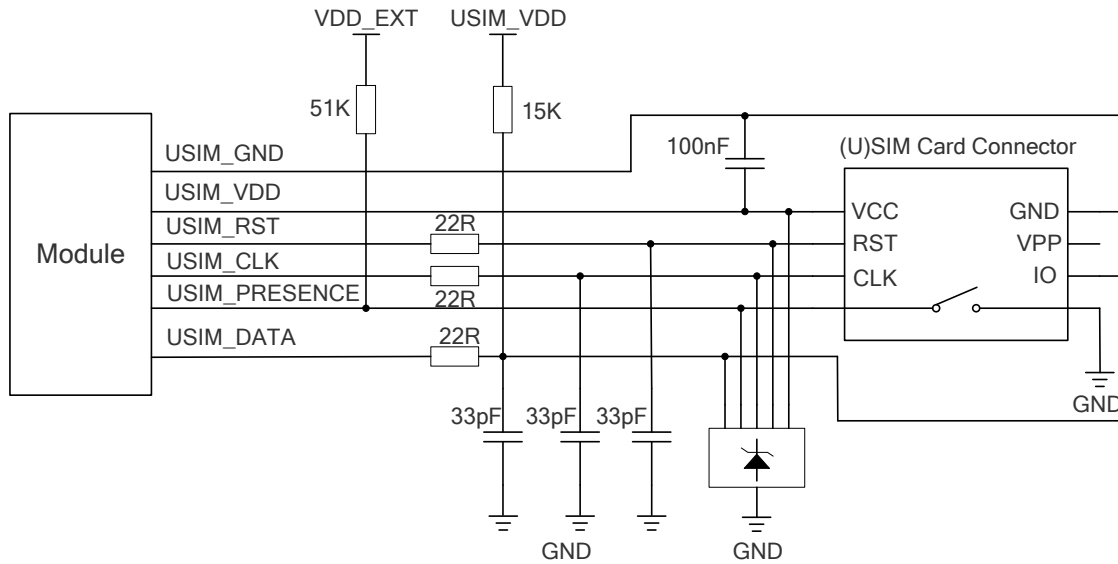 VDD_EXT
USIM_VDD
51K
15K
100nF
(U)SIM Card Connector
Module
USIM_GND
USIM_VDD
USIM_RST
22R
USIM_CLK
22R
USIM_PRESENCE
USIM_DATA
22R
VCC
GND
RST
VPP
CLK
IO
GND
33pF
33pF
33pF
GND
GND